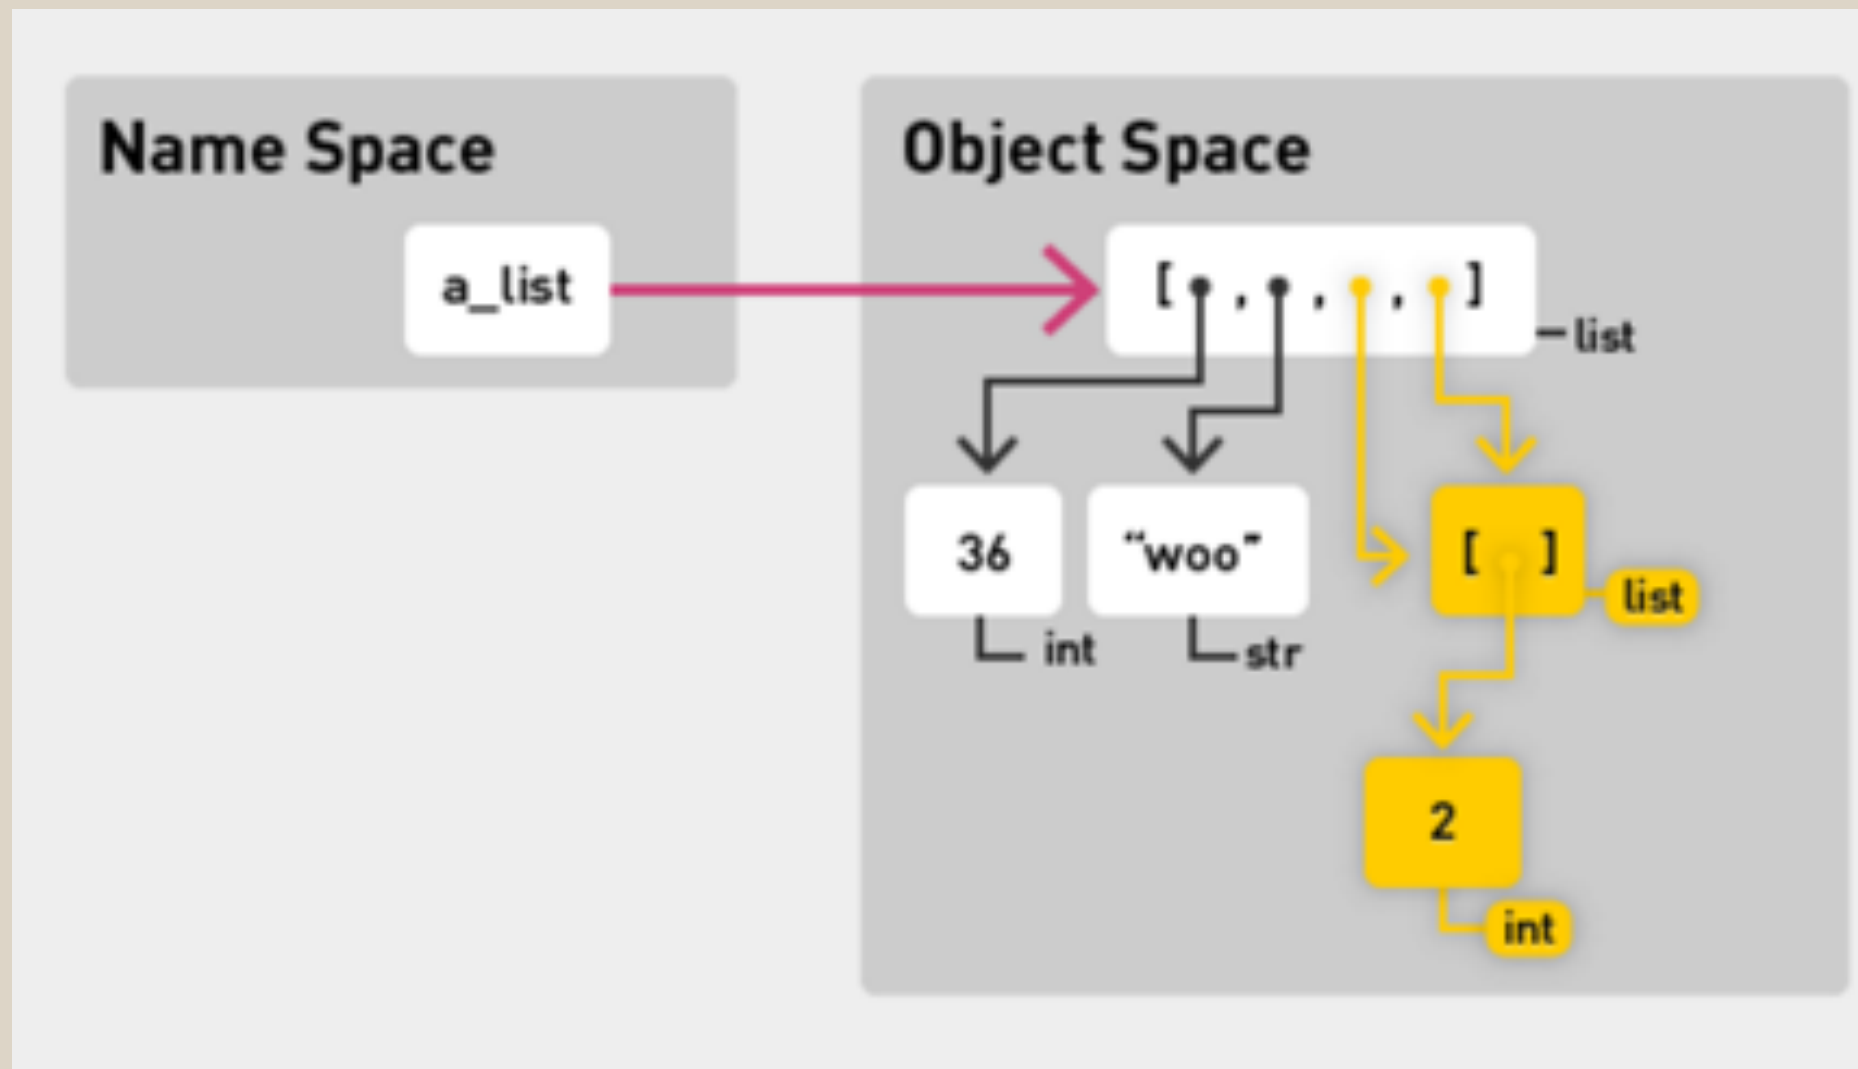 Name Space
a_list
Object Space
[ , , , ]
list
36
int
“woo”
str
[ ]
list
2
int